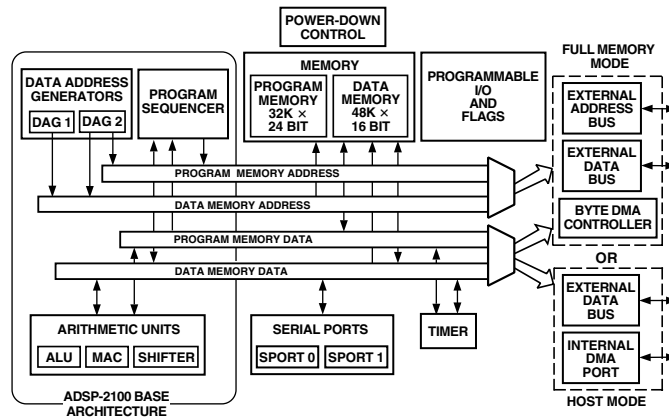 POWER-DOWN
CONTROL
FULL MEMORY
MODE
DATA ADDRESS
GENERATORS
DAG 1
DAG 2
PROGRAM
SEQUENCER
MEMORY
PROGRAM
MEMORY
32K ×
24 BIT
DATA
MEMORY
48K ×
16 BIT
PROGRAMMABLE
I/O
AND
FLAGS
EXTERNAL
ADDRESS
BUS
EXTERNAL
DATA
BUS
BYTE DMA
CONTROLLER
PROGRAM MEMORY ADDRESS
DATA MEMORY ADDRESS
PROGRAM MEMORY DATA
DATA MEMORY DATA
OR
ARITHMETIC UNITS
ALU
MAC
SHIFTER
SERIAL PORTS
SPORT 0
SPORT 1
TIMER
EXTERNAL
DATA
BUS
INTERNAL
DMA
PORT
HOST MODE
ADSP-2100 BASE
ARCHITECTURE